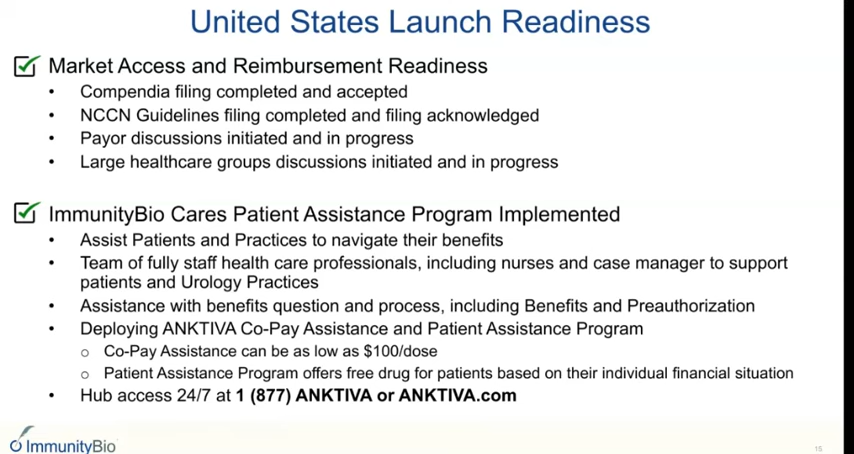 United States Launch Readiness
Market Access and Reimbursement Readiness
• Compendia filing completed and accepted
• NCCN Guidelines filing completed and filing acknowledged
• Payor discussions initiated and in progress
• Large healthcare groups discussions initiated and in progress
ImmunityBio Cares Patient Assistance Program Implemented
• Assist Patients and Practices to navigate their benefits
• Team of fully staff health care professionals, including nurses and case manager to support
patients and Urology Practices
• Assistance with benefits question and process, including Benefits and Preauthorization
• Deploying ANKTIVA Co-Pay Assistance and Patient Assistance Program
o Co-Pay Assistance can be as low as $100/dose
o Patient Assistance Program offers free drug for patients based on their individual financial situation
• Hub access 24/7 at 1 (877) ANKTIVA or ANKTIVA.com
ImmunityBio
15